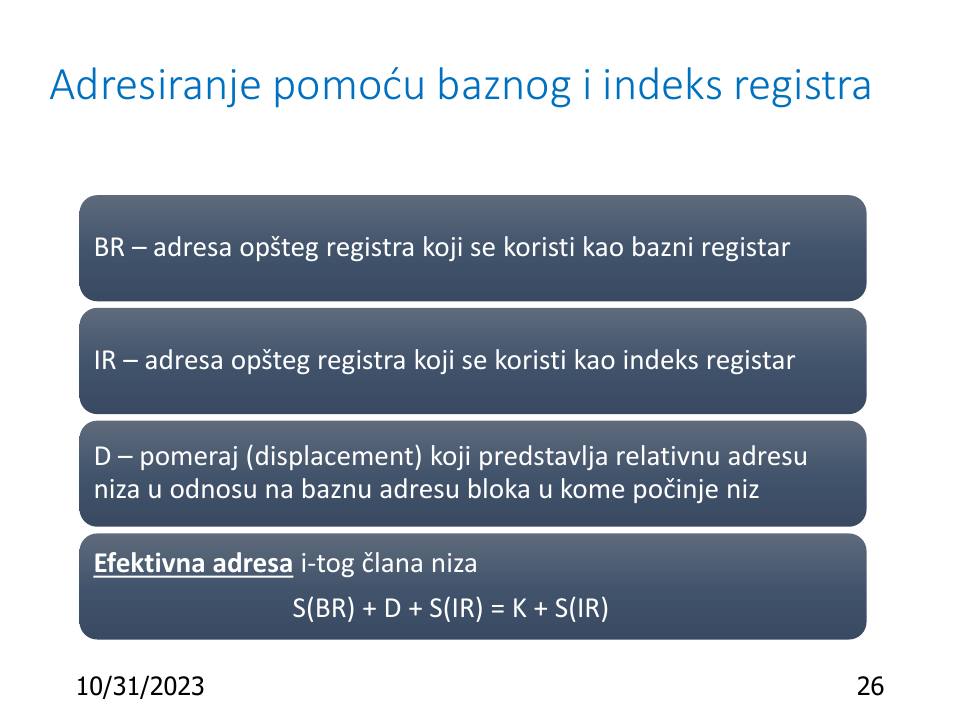 Adresiranje pomoću baznog i indeks registra
BR – adresa opšteg registra koji se koristi kao bazni registar
IR – adresa opšteg registra koji se koristi kao indeks registar
D – pomeraj (displacement) koji predstavlja relativnu adresu
niza u odnosu na baznu adresu bloka u kome počinje niz
Efektivna adresa i-tog člana niza
S(BR) + D + S(IR) = K + S(IR)
10/31/2023
26